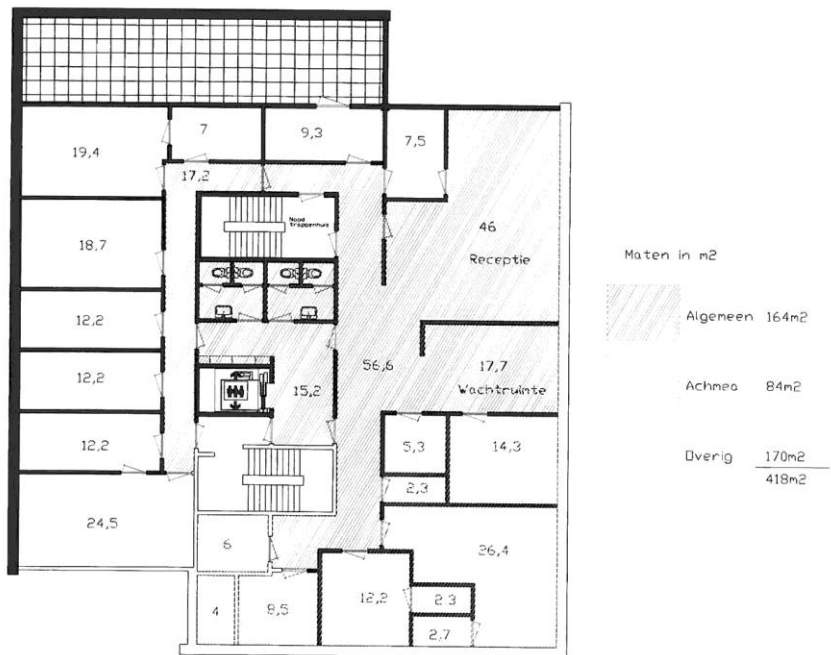 7
9,3
7,5
19,4
17,2
Nood
trappenhuis
46
Receptie
18,7
Maten in m2
Algemeen 164m2
12,2
56,6
17,7
Wachtruimte
12,2
15,2
Achmea 84m2
5,3
14,3
12,2
Overig 170m2
418m2
2,3
24,5
6
26,4
4
8,5
12,2
2,3
2,7